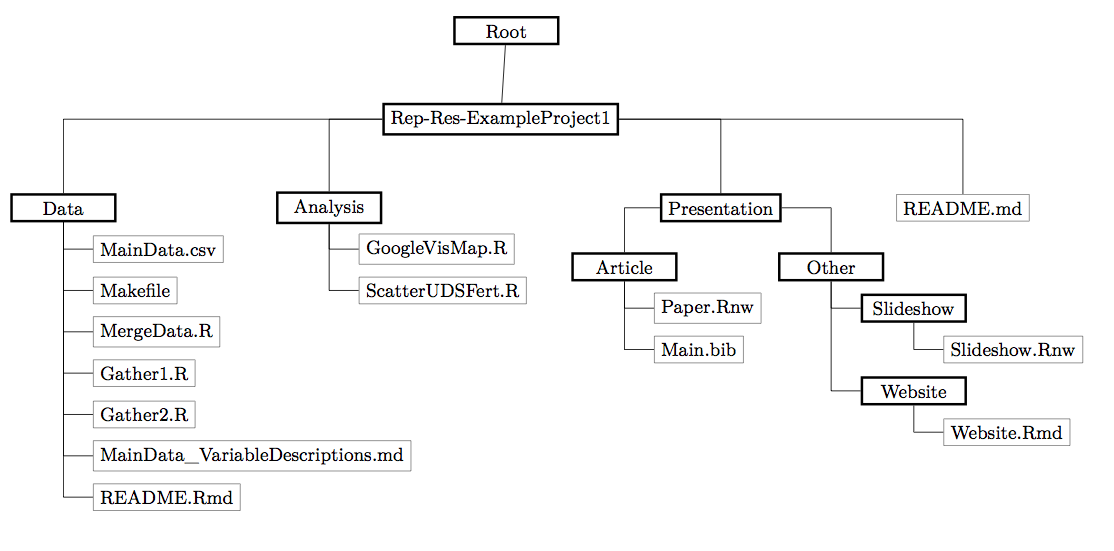 Root
Rep-Res-ExampleProject1
Data
MainData.csv
Makefile
MergeData.R
Gather1.R
Gather2.R
MainData_VariableDescriptions.md
README.Rmd
Analysis
GoogleVisMap.R
ScatterUDSFert.R
Presentation
Article
Paper.Rnw
Main.bib
Other
Slideshow
Slideshow.Rnw
Website
Website.Rmd
README.md